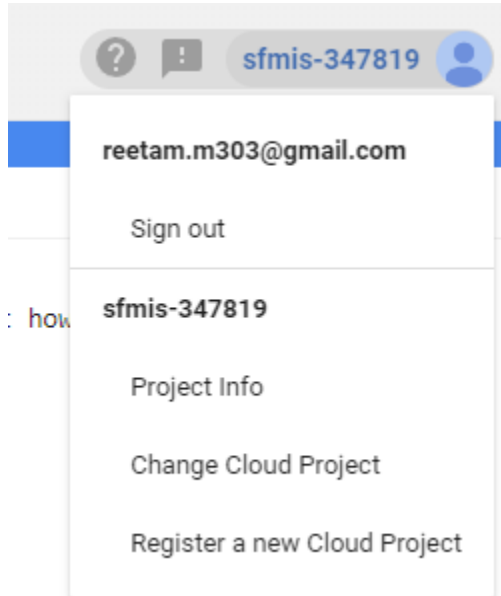 sfmis-347819
reetam.m303@gmail.com
Sign out
sfmis-347819
: how
Project Info
Change Cloud Project
Register a new Cloud Project